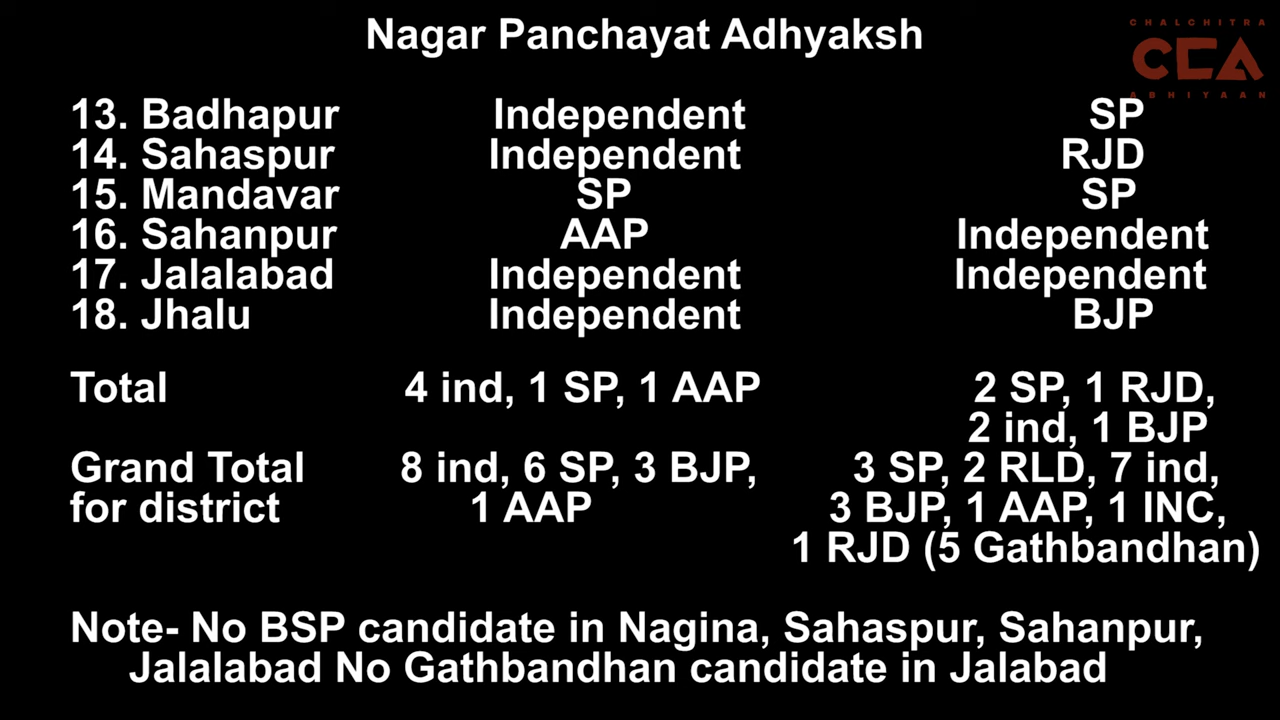 Nagar Panchayat Adhyaksh
CHALCHITRA
CCA
ABHIYAAN
13. Badhapur Independent SP
14. Sahaspur Independent RJD
15. Mandavar SP SP
16. Sahanpur AAP Independent
17. Jalalabad Independent Independent
18. Jhalu Independent BJP
Total 4 ind, 1 SP, 1 AAP 2 SP, 1 RJD,
2 ind, 1 BJP
Grand Total 8 ind, 6 SP, 3 BJP, 3 SP, 2 RLD, 7 ind,
for district 1 AAP 3 BJP, 1 AAP, 1 INC,
1 RJD (5 Gathbandhan)
Note- No BSP candidate in Nagina, Sahaspur, Sahanpur,
Jalalabad No Gathbandhan candidate in Jalabad